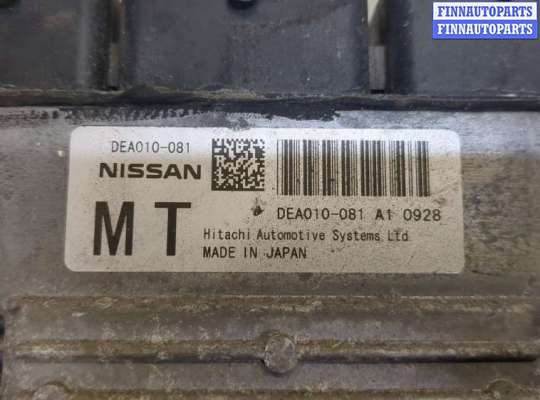 FINNAUTOPARTS
FINNAUTOPARTS
DEA010-081
NISSAN
MT
DEA010-081 A1 0928
Hitachi Automotive Systems Ltd
MADE IN JAPAN